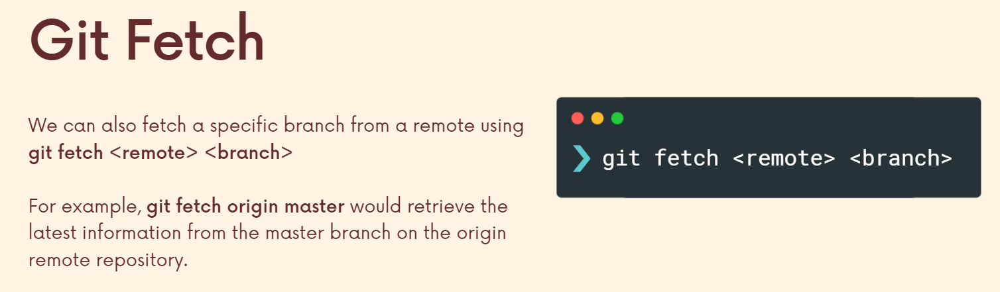 Git Fetch
We can also fetch a specific branch from a remote using
git fetch <remote> <branch>
For example, git fetch origin master would retrieve the
latest information from the master branch on the origin
remote repository.
❯ git fetch <remote> <branch>